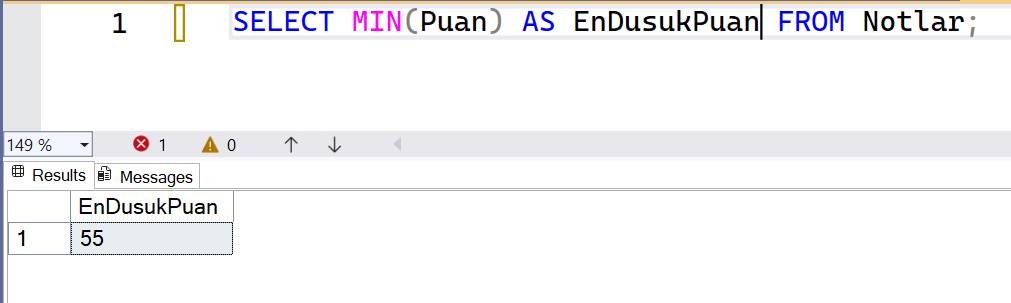 1 SELECT MIN(Puan) AS EnDusukPuan FROM Notlar;
149 % 1 0
Results Messages
EnDusukPuan
1 55